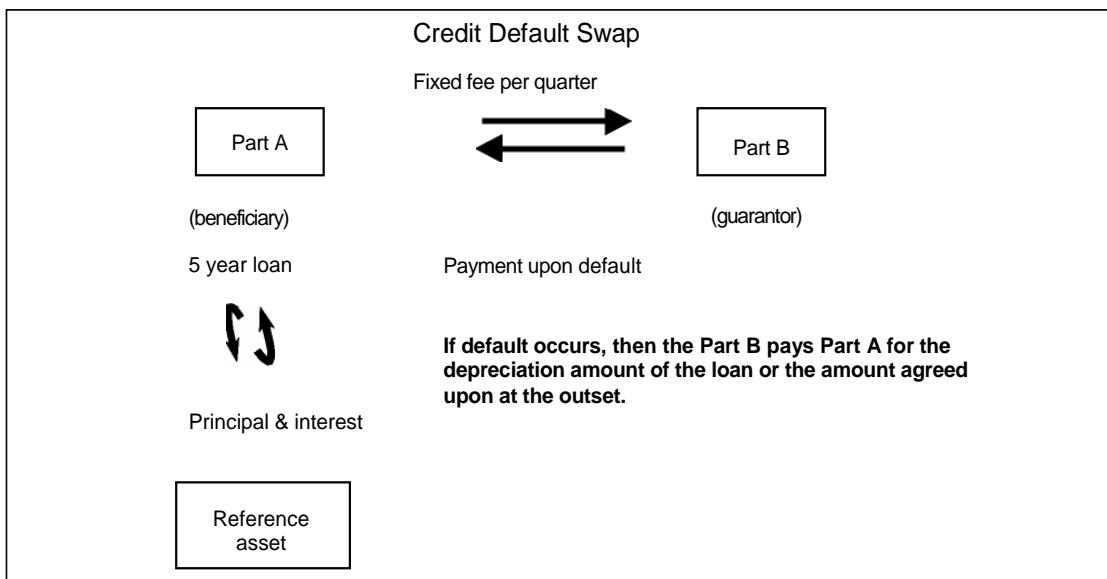 Credit Default Swap
Fixed fee per quarter
Part A
Part B
(beneficiary)
(guarantor)
5 year loan
Payment upon default
If default occurs, then the Part B pays Part A for the
depreciation amount of the loan or the amount agreed
upon at the outset.
Principal & interest
Reference
asset